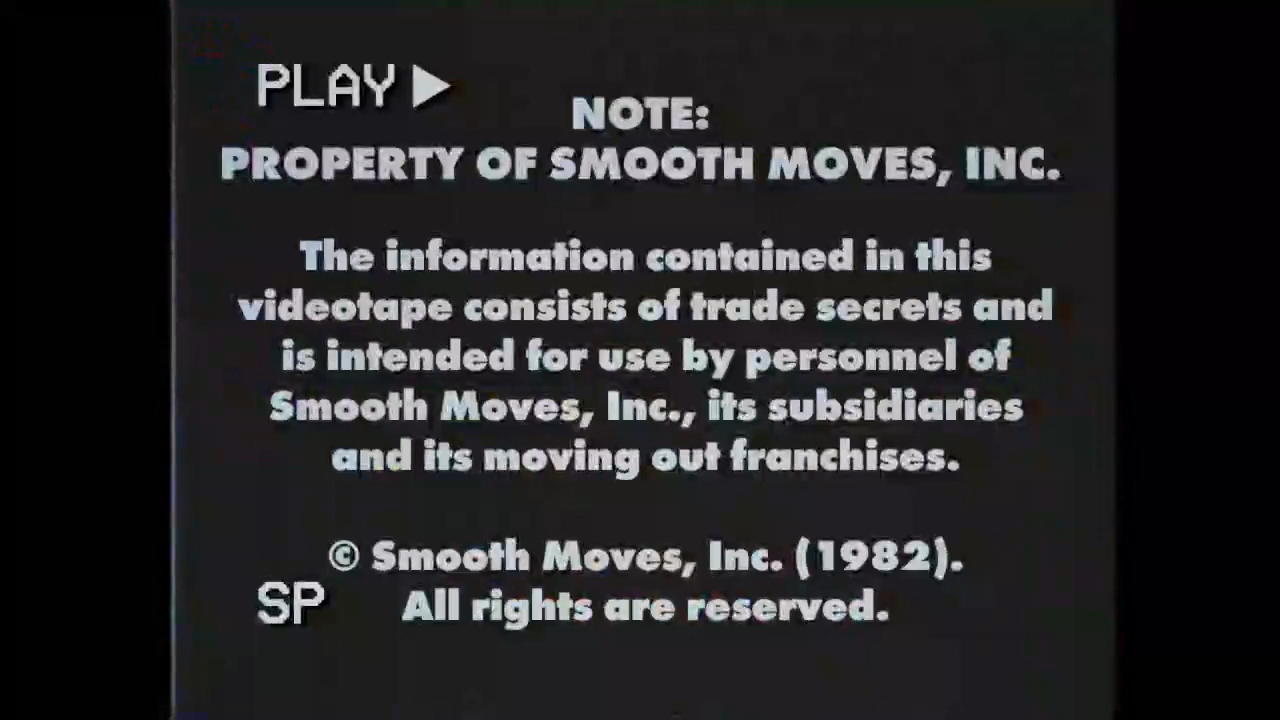 PLAY ▶
NOTE:
PROPERTY OF SMOOTH MOVES, INC.
The information contained in this
videotape consists of trade secrets and
is intended for use by personnel of
Smooth Moves, Inc., its subsidiaries
and its moving out franchises.
© Smooth Moves, Inc. (1982).
SP
All rights are reserved.